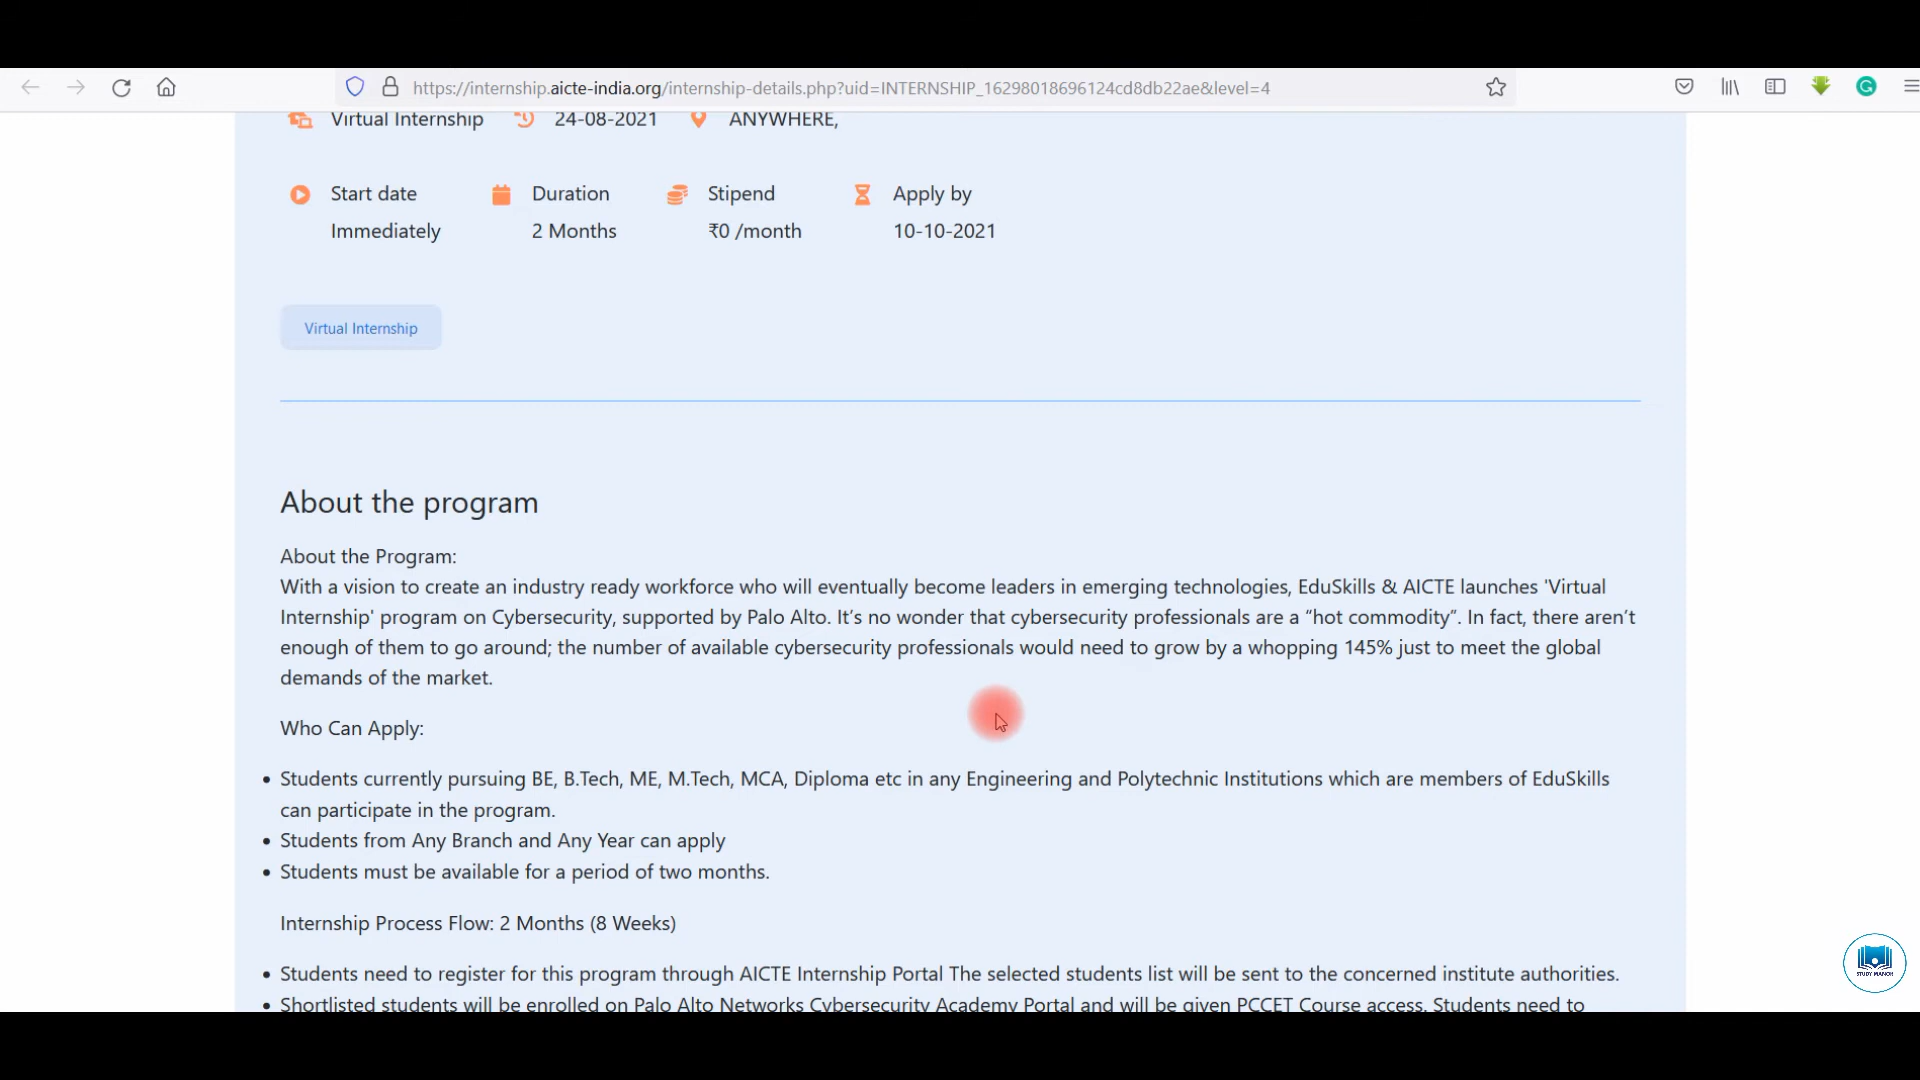 https://internship.aicte-india.org/internship-details.php?uid=INTERNSHIP_16298018696124cd8db22ae&level=4
Virtual Internship 24-08-2021 ANYWHERE,
Start date Duration Stipend Apply by
Immediately 2 Months ₹0 /month 10-10-2021
Virtual Internship
About the program
About the Program:
With a vision to create an industry ready workforce who will eventually become leaders in emerging technologies, EduSkills & AICTE launches 'Virtual
Internship' program on Cybersecurity, supported by Palo Alto. It’s no wonder that cybersecurity professionals are a “hot commodity”. In fact, there aren’t
enough of them to go around; the number of available cybersecurity professionals would need to grow by a whopping 145% just to meet the global
demands of the market.
Who Can Apply:
• Students currently pursuing BE, B.Tech, ME, M.Tech, MCA, Diploma etc in any Engineering and Polytechnic Institutions which are members of EduSkills
can participate in the program.
• Students from Any Branch and Any Year can apply
• Students must be available for a period of two months.
Internship Process Flow: 2 Months (8 Weeks)
• Students need to register for this program through AICTE Internship Portal The selected students list will be sent to the concerned institute authorities.
• Shortlisted students will be enrolled on Palo Alto Networks Cybersecurity Academy Portal and will be given PCCET Course access. Students need to
STUDY MANCH